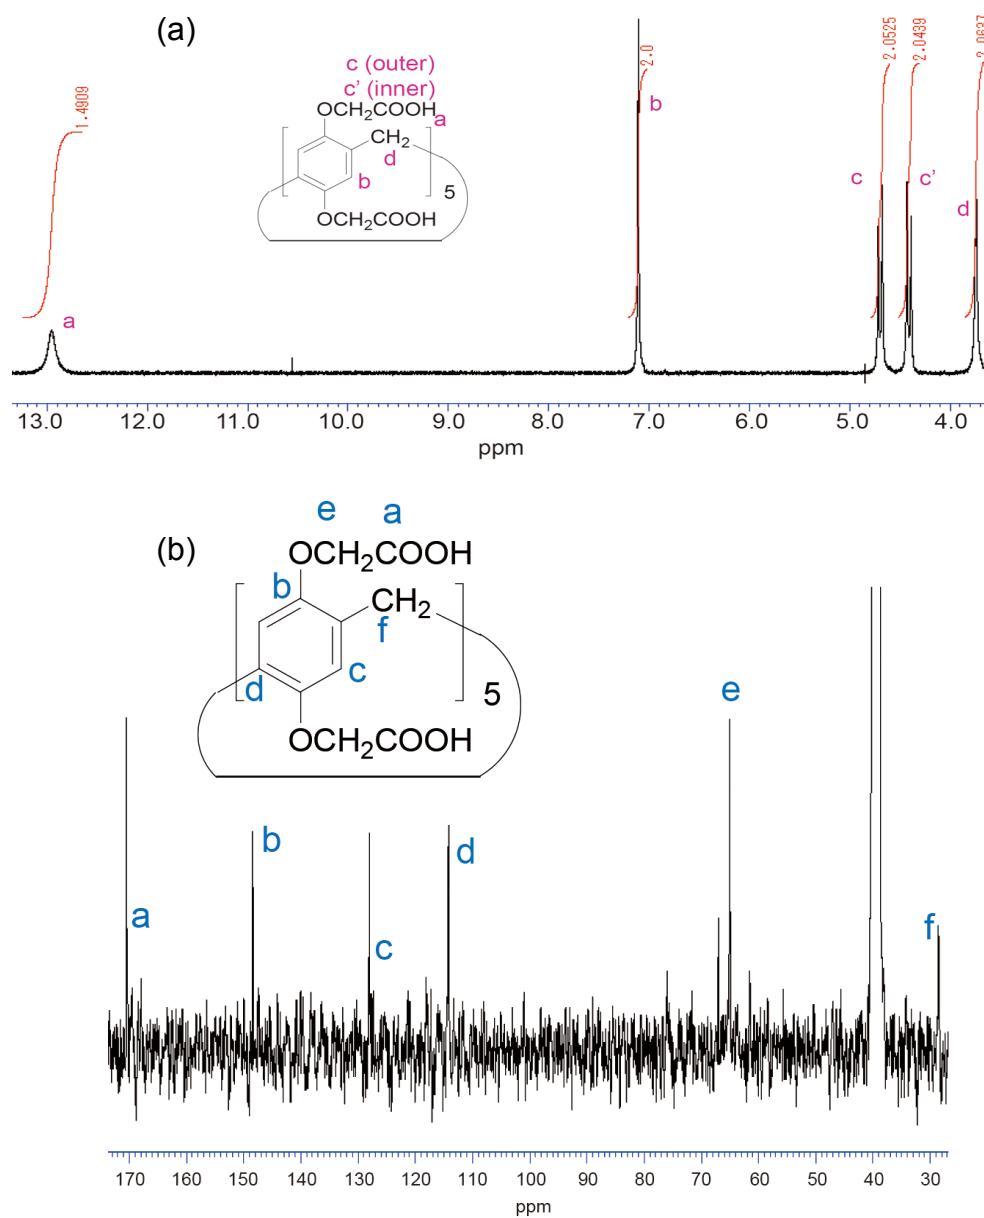 (a)
c (outer)
c' (inner)
OCH2COOH
a
CH2
d
b
5
OCH2COOH
1.4909
2.0
2.0525
2.0439
2.0637
a
b
c
c'
d
13.0 12.0 11.0 10.0 9.0 8.0 7.0 6.0 5.0 4.0
ppm
(b)
e a
OCH2COOH
b
CH2
f
c
d
5
OCH2COOH
a
b
c
d
e
f
170 160 150 140 130 120 110 100 90 80 70 60 50 40 30
ppm